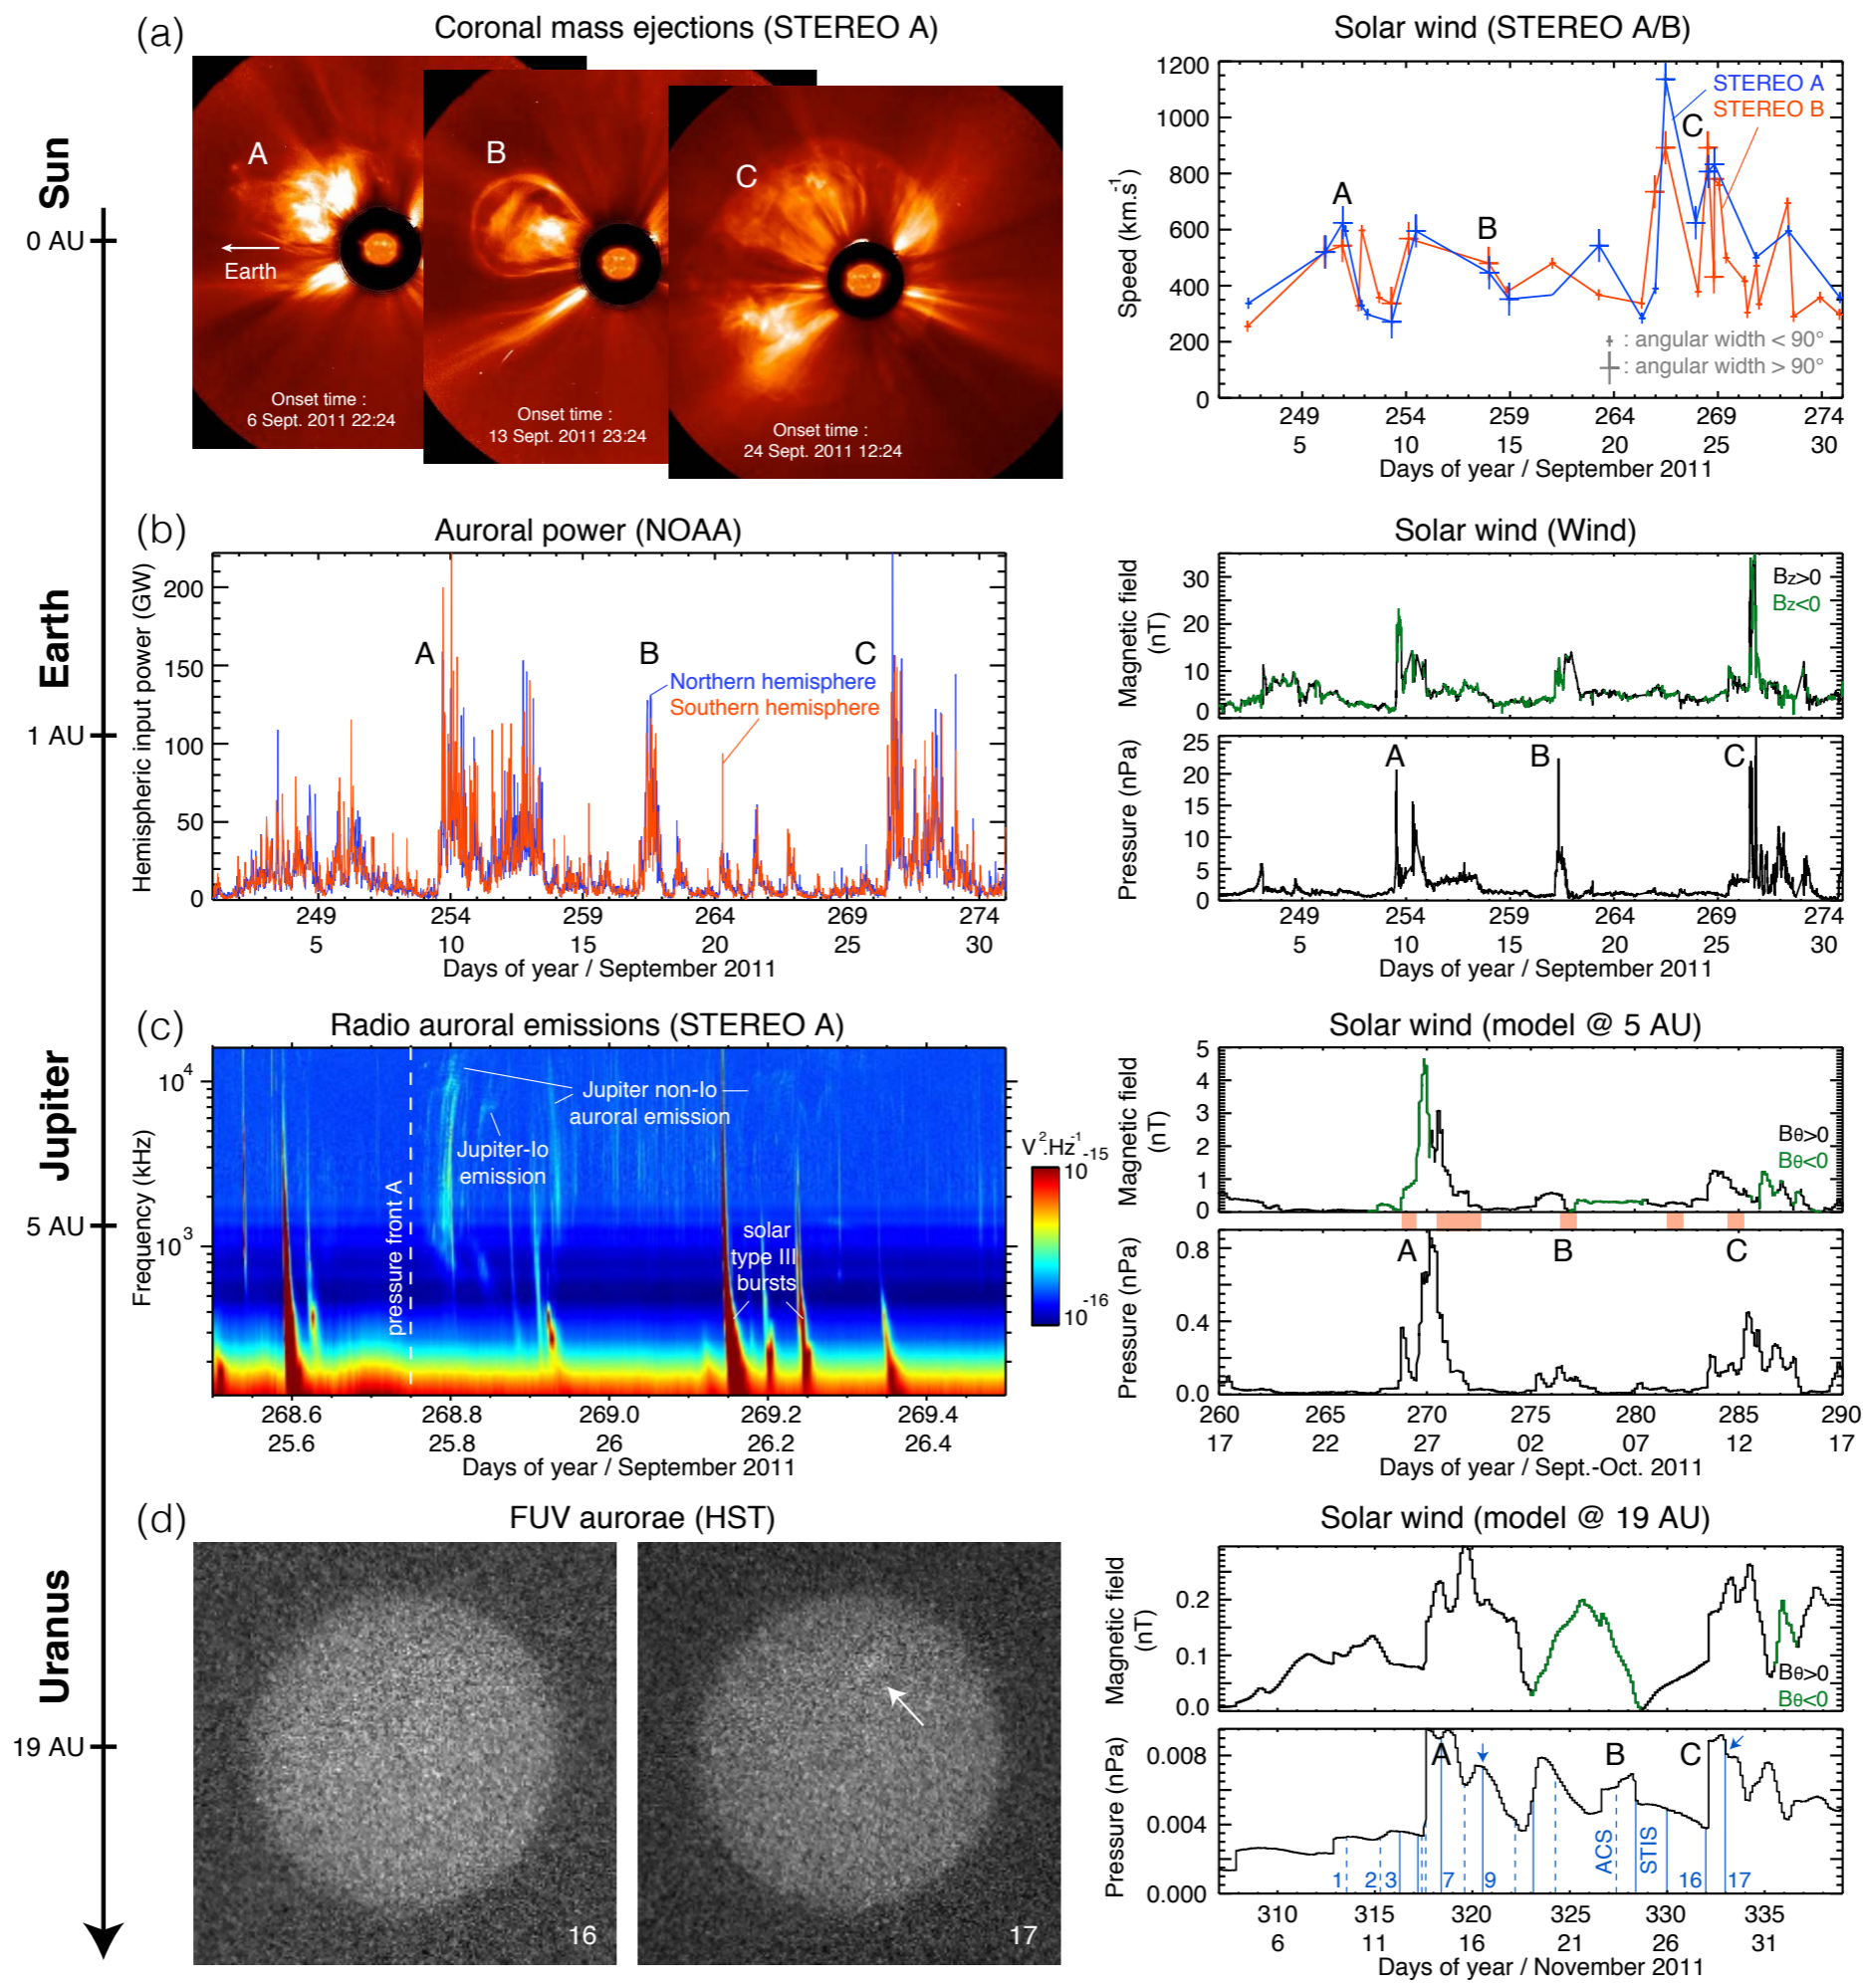 (a)
Coronal mass ejections (STEREO A)
Solar wind (STEREO A/B)
Sun
0 AU
A
Earth
Onset time :
6 Sept. 2011 22:24
B
Onset time :
13 Sept. 2011 23:24
C
Onset time :
24 Sept. 2011 12:24
Speed (km.s-1)
1200
1000
800
600
400
200
0
STEREO A
STEREO B
A
B
C
: angular width < 90°
: angular width > 90°
249 254 259 264 269 274
5 10 15 20 25 30
Days of year / September 2011
(b)
Auroral power (NOAA)
Solar wind (Wind)
Earth
1 AU
Hemispheric input power (GW)
200
150
100
50
0
A
B
C
Northern hemisphere
Southern hemisphere
249 254 259 264 269 274
5 10 15 20 25 30
Days of year / September 2011
Magnetic field
(nT)
30
20
10
0
Bz>0
Bz<0
Pressure (nPa)
25
20
15
10
5
0
A
B
C
249 254 259 264 269 274
5 10 15 20 25 30
Days of year / September 2011
(c)
Radio auroral emissions (STEREO A)
Solar wind (model @ 5 AU)
Jupiter
5 AU
Frequency (kHz)
10^4
10^3
pressure front A
Jupiter non-Io
auroral emission
Jupiter-Io
emission
solar
type III
bursts
V^2.Hz^-1
10^-15
10^-16
268.6 268.8 269.0 269.2 269.4
25.6 25.8 26 26.2 26.4
Days of year / September 2011
Magnetic field
(nT)
5
4
3
2
1
0
Bθ>0
Bθ<0
Pressure (nPa)
0.8
0.4
0.0
A
B
C
260 265 270 275 280 285 290
17 22 27 02 07 12 17
Days of year / Sept.-Oct. 2011
(d)
FUV aurorae (HST)
Solar wind (model @ 19 AU)
Uranus
19 AU
16
17
Magnetic field
(nT)
0.2
0.1
0.0
Bθ>0
Bθ<0
Pressure (nPa)
0.008
0.004
0.000
A
B
C
ACS
STIS
1 2 3 7 9 16 17
310 315 320 325 330 335
6 11 16 21 26 31
Days of year / November 2011